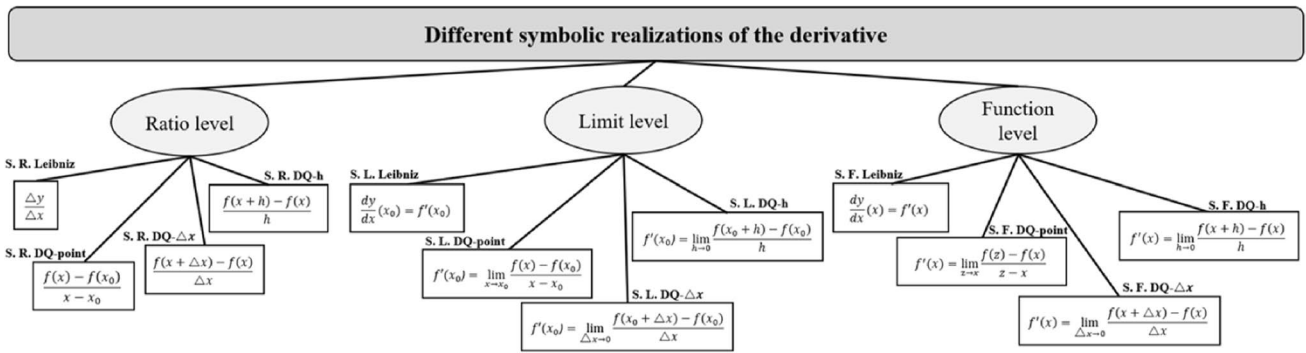 Different symbolic realizations of the derivative
Ratio level
S. R. Leibniz
△y/△x
S. R. DQ-point
f(x) − f(x₀)/x − x₀
S. R. DQ-△x
f(x + △x) − f(x)/△x
S. R. DQ-h
f(x + h) − f(x)/h
Limit level
S. L. Leibniz
dy/dx (x₀) = f′(x₀)
S. L. DQ-point
f′(x₀) = lim x→x₀ f(x) − f(x₀)/x − x₀
S. L. DQ-△x
f′(x₀) = lim △x→0 f(x₀ + △x) − f(x₀)/△x
S. L. DQ-h
f′(x₀) = lim h→0 f(x₀ + h) − f(x₀)/h
Function
level
S. F. Leibniz
dy/dx (x) = f′(x)
S. F. DQ-point
f′(x) = lim z→x f(z) − f(x)/z − x
S. F. DQ-△x
f′(x) = lim △x→0 f(x + △x) − f(x)/△x
S. F. DQ-h
f′(x) = lim h→0 f(x + h) − f(x)/h